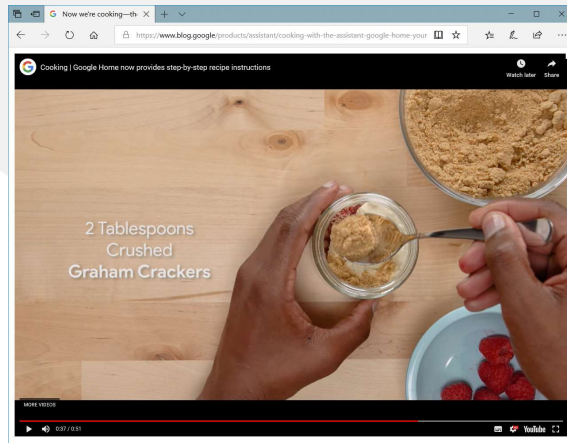 Now we're cooking—the
https://www.blog.google/products/assistant/cooking-with-the-assistant-google-home-your
Cooking | Google Home now provides step-by-step recipe instructions
Watch later Share
2 Tablespoons
Crushed
Graham Crackers
MORE VIDEOS
0:37 / 0:51
YouTube